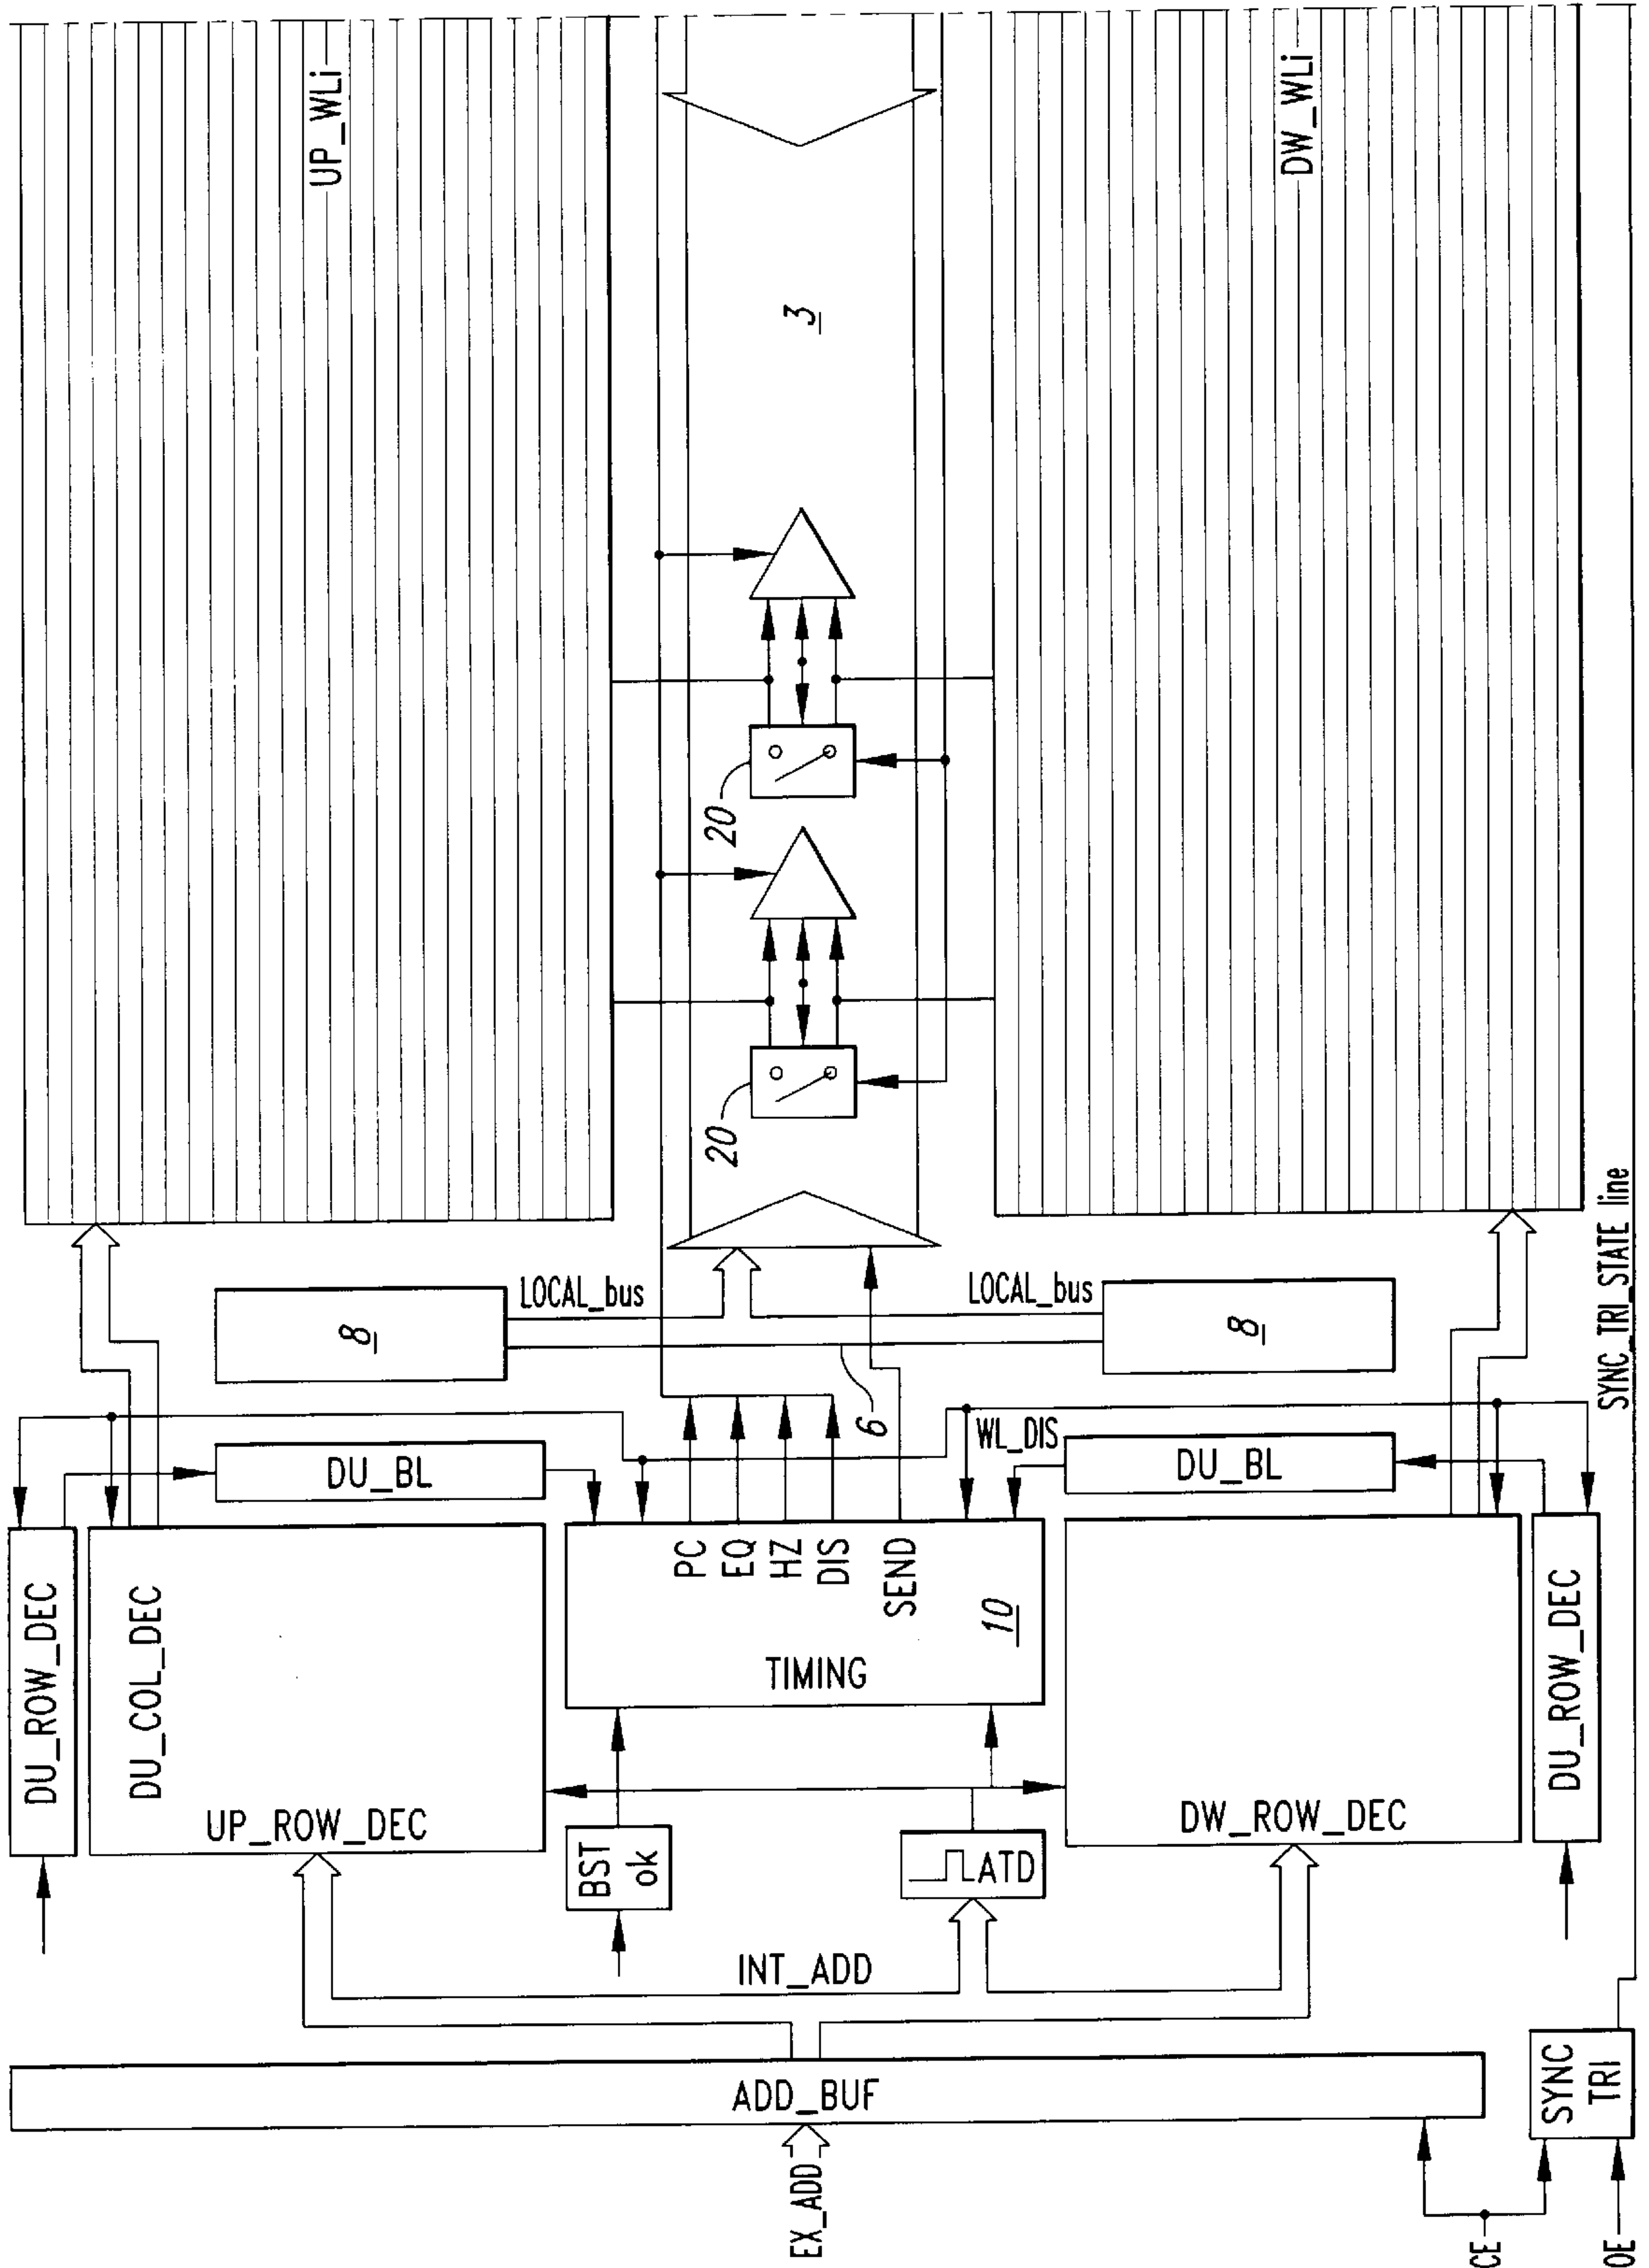 UP_WLi
DW_WLi
3
20
20
LOCAL_bus
LOCAL_bus
8
8
6
SYNC_TRI_STATE line
WL_DIS
DU_BL
DU_BL
DU_ROW_DEC
DU_COL_DEC
UP_ROW_DEC
PC
EQ
HZ
DIS
SEND
10
TIMING
DW_ROW_DEC
DU_ROW_DEC
BST
ok
ATD
INT_ADD
ADD_BUF
SYNC
TRI
EX_ADD
CE
OE